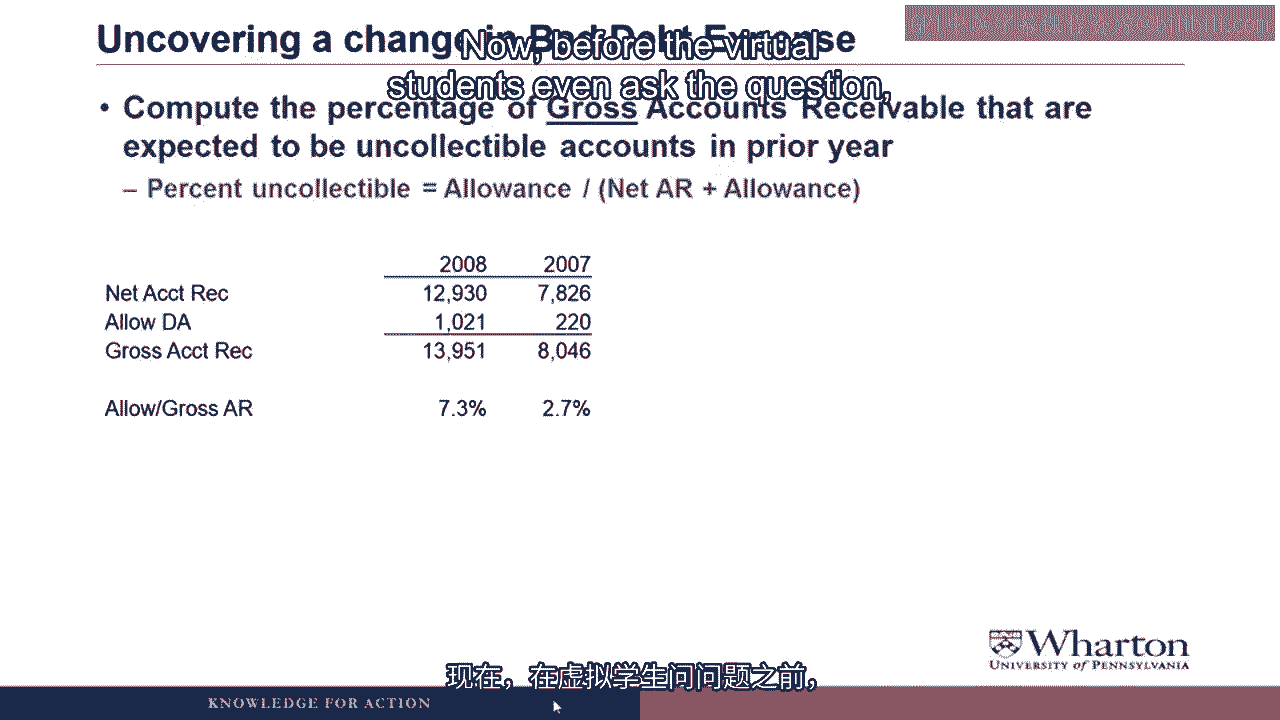 Uncovering a change in Bad Debt Expense
Now, before the virtual
students even ask the question,
• Compute the percentage of Gross Accounts Receivable that are
expected to be uncollectible accounts in prior year
– Percent uncollectible = Allowance / (Net AR + Allowance)
2008 2007
Net Acct Rec 12,930 7,826
Allow DA 1,021 220
Gross Acct Rec 13,951 8,046
Allow/Gross AR 7.3% 2.7%
Wharton
UNIVERSITY of PENNSYLVANIA
现在，在虚拟学生问问题之前，
KNOWLEDGE FOR ACTION